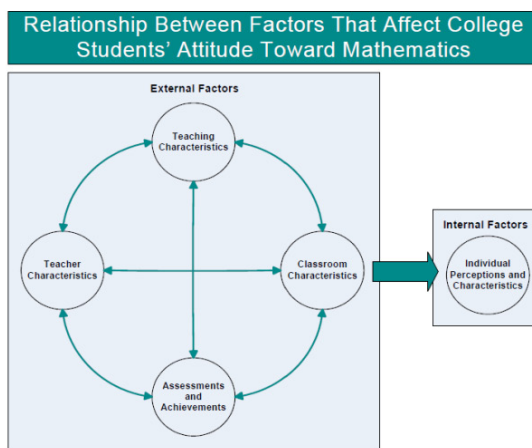 Relationship Between Factors That Affect College
Students' Attitude Toward Mathematics
External Factors
Teaching
Characteristics
Teacher
Characteristics
Classroom
Characteristics
Assessments
and
Achievements
Internal Factors
Individual
Perceptions and
Characteristics